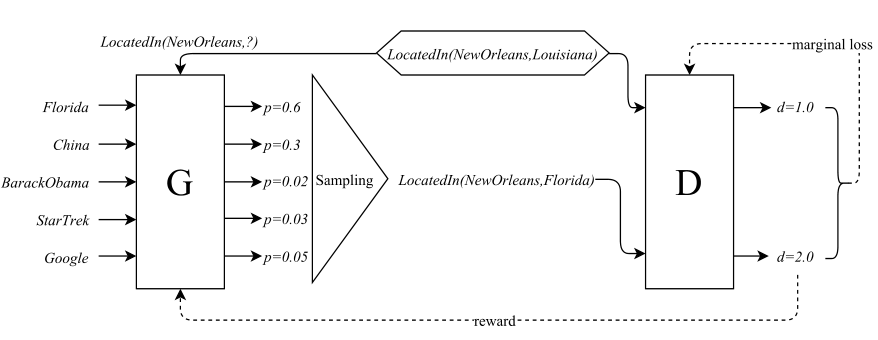 LocatedIn(NewOrleans,?)
LocatedIn(NewOrleans,Louisiana)
marginal loss
Florida
China
BarackObama
StarTrek
Google
G
p=0.6
p=0.3
p=0.02
p=0.03
p=0.05
Sampling
LocatedIn(NewOrleans,Florida)
D
d=1.0
d=2.0
reward